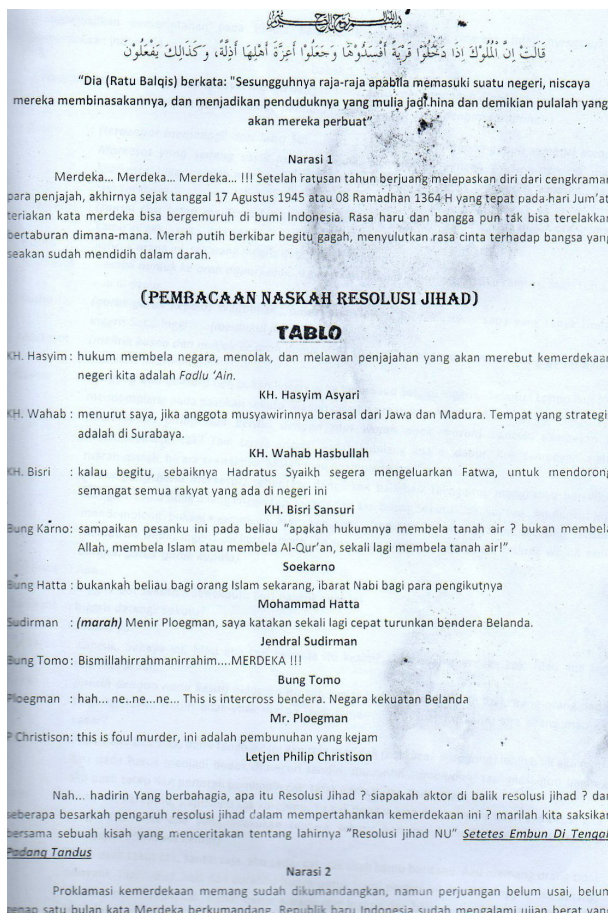 قَالَتْ إِنَّ الْمُلُوْكَ إِذَا دَخَلُوْا قَرْيَةً أَفْسَدُوْهَا وَجَعَلُوْا أَعِزَّةَ أَهْلِهَا أَذِلَّةً، وَكَذَالِكَ يَفْعَلُوْنَ
“Dia (Ratu Balqis) berkata: "Sesungguhnya raja-raja apabila memasuki suatu negeri, niscaya
mereka membinasakannya, dan menjadikan penduduknya yang mulia jadi hina dan demikian pulalah yang
akan mereka perbuat”
Narasi 1
Merdeka... Merdeka... Merdeka... !!! Setelah ratusan tahun berjuang melepaskan diri dari cengkraman
para penjajah, akhirnya sejak tanggal 17 Agustus 1945 atau 08 Ramadhan 1364 H yang tepat pada hari Jum'at
teriakan kata merdeka bisa bergemuruh di bumi Indonesia. Rasa haru dan bangga pun tak bisa terelakkan
bertaburan dimana-mana. Merah putih berkibar begitu gagah, menyulutkan rasa cinta terhadap bangsa yang
seakan sudah mendidih dalam darah.
(PEMBACAAN NASKAH RESOLUSI JIHAD)
TABLO
KH. Hasyim : hukum membela negara, menolak, dan melawan penjajahan yang akan merebut kemerdekaan
negeri kita adalah Fadlu ‘Ain.
KH. Hasyim Asyari
KH. Wahab : menurut saya, jika anggota musyawirinnya berasal dari Jawa dan Madura. Tempat yang strategis
adalah di Surabaya.
KH. Wahab Hasbullah
KH. Bisri : kalau begitu, sebaiknya Hadratus Syaikh segera mengeluarkan Fatwa, untuk mendorong
semangat semua rakyat yang ada di negeri ini
KH. Bisri Sansuri
Bung Karno: sampaikan pesanku ini pada beliau “apakah hukumnya membela tanah air ? bukan membela
Allah, membela Islam atau membela Al-Qur'an, sekali lagi membela tanah air!”.
Soekarno
Bung Hatta : bukankah beliau bagi orang Islam sekarang, ibarat Nabi bagi para pengikutnya
Mohammad Hatta
Sudirman : (marah) Menir Ploegman, saya katakan sekali lagi cepat turunkan bendera Belanda.
Jendral Sudirman
Bung Tomo : Bismillahirrahmanirrahim....MERDEKA !!!
Bung Tomo
Ploegman : hah... ne..ne...ne... This is intercross bendera. Negara kekuatan Belanda
Mr. Ploegman
P Christison: this is foul murder, ini adalah pembunuhan yang kejam
Letjen Philip Christison
Nah... hadirin Yang berbahagia, apa itu Resolusi Jihad ? siapakah aktor di balik resolusi jihad ? dan
seberapa besarkah pengaruh resolusi jihad dalam mempertahankan kemerdekaan ini ? marilah kita saksikan
bersama sebuah kisah yang menceritakan tentang lahirnya “Resolusi jihad NU” Setetes Embun Di Tengah
Padang Tandus
Narasi 2
Proklamasi kemerdekaan memang sudah dikumandangkan, namun perjuangan belum usai, belum
genap satu bulan kata Merdeka berkumandang. Republik baru Indonesia sudah mengalami ujian berat yang